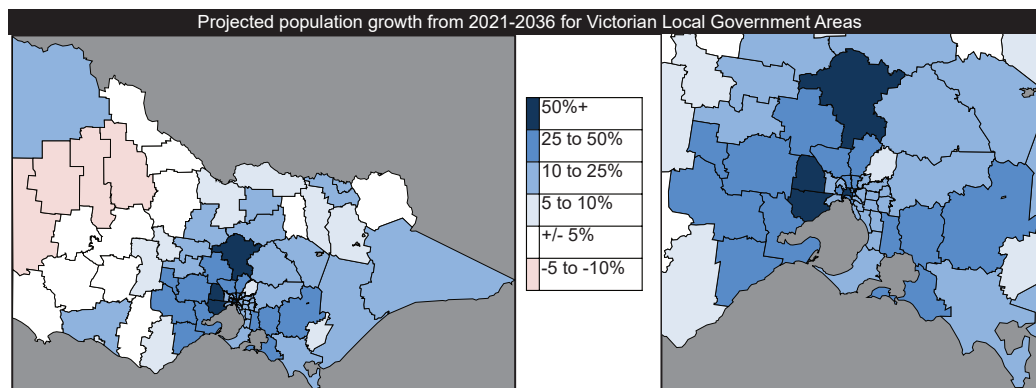 Projected population growth from 2021-2036 for Victorian Local Government Areas
50%+
25 to 50%
10 to 25%
5 to 10%
+/- 5%
-5 to -10%